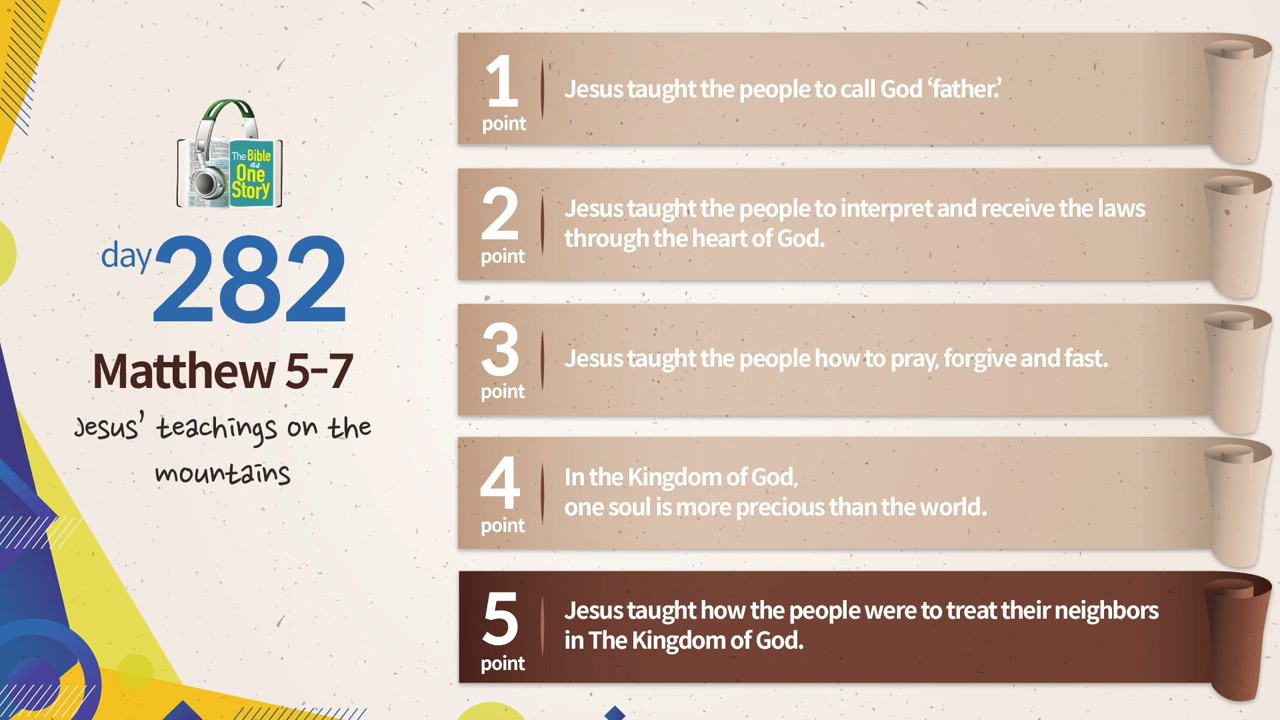 The Bible
as
One
Story
day 282
Matthew 5-7
Jesus’ teachings on the
mountains
1
point
Jesus taught the people to call God ‘father.’
2
point
Jesus taught the people to interpret and receive the laws
through the heart of God.
3
point
Jesus taught the people how to pray, forgive and fast.
4
point
In the Kingdom of God,
one soul is more precious than the world.
5
point
Jesus taught how the people were to treat their neighbors
in The Kingdom of God.